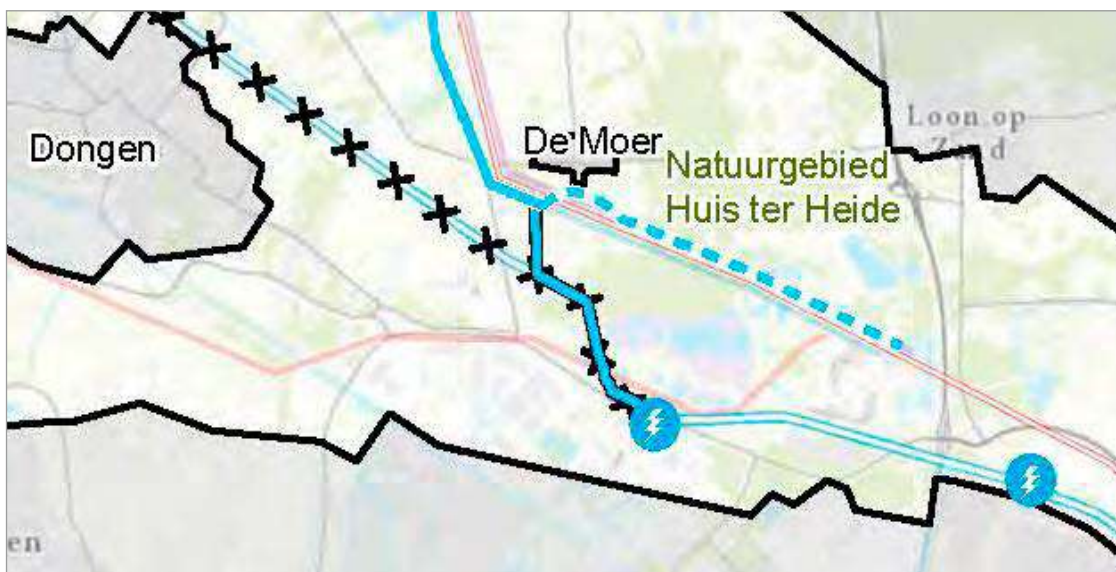 Dongen
De Moer
Natuurgebied
Huis ter Heide
Loon op
Zand
en